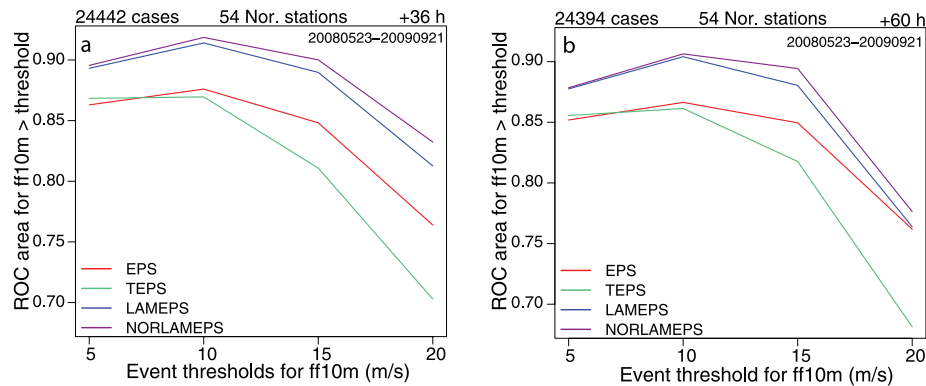 24442 cases 54 Nor. stations +36 h
a 20080523–20090921
ROC area for ff10m > threshold
0.90
0.85
0.80
0.75
0.70
EPS
TEPS
LAMEPS
NORLAMEPS
5 10 15 20
Event thresholds for ff10m (m/s)
24394 cases 54 Nor. stations +60 h
b 20080523–20090921
ROC area for ff10m > threshold
0.90
0.85
0.80
0.75
0.70
EPS
TEPS
LAMEPS
NORLAMEPS
5 10 15 20
Event threshold for ff10m (m/s)